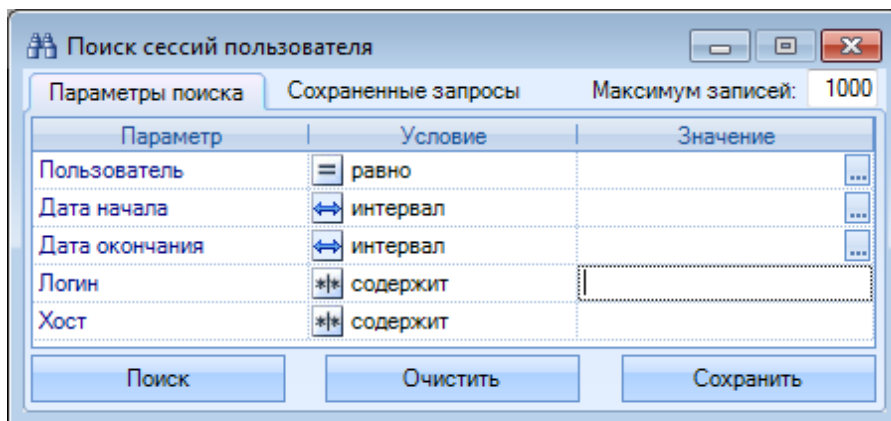 Поиск сессий пользователя
Параметры поиска Сохраненные запросы Максимум записей: 1000
Параметр Условие Значение
Пользователь = равно ...
Дата начала интервал ...
Дата окончания интервал ...
Логин *|* содержит
Хост *|* содержит
Поиск Очистить Сохранить